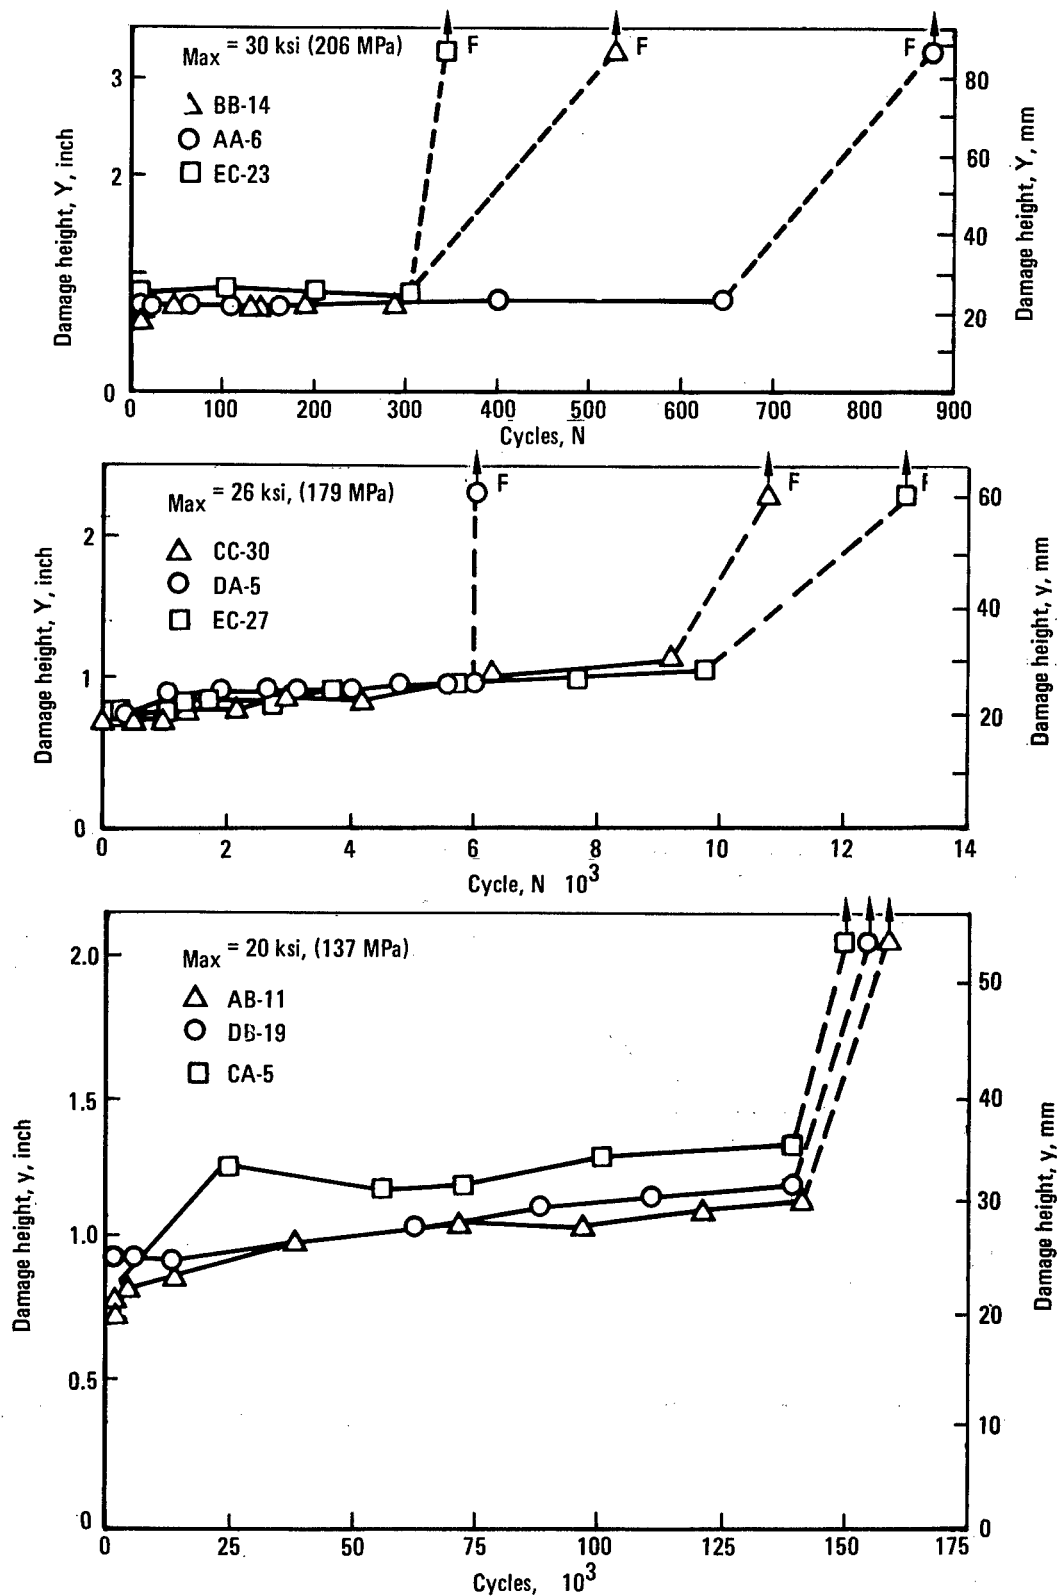 Max = 30 ksi (206 MPa)
BB-14
AA-6
EC-23
F F F
3
2
0
Damage height, Y, inch
80
60
40
20
Damage height, Y, mm
0 100 200 300 400 500 600 700 800 900
Cycles, N
Max = 26 ksi, (179 MPa)
CC-30
DA-5
EC-27
F F F
2
1
0
Damage height, Y, inch
60
40
20
Damage height, y, mm
0 2 4 6 8 10 12 14
Cycle, N 10³
Max = 20 ksi, (137 MPa)
AB-11
DB-19
CA-5
2.0
1.5
1.0
0.5
0
Damage height, y, inch
50
40
30
20
10
0
Damage height, y, mm
0 25 50 75 100 125 150 175
Cycles, 10³